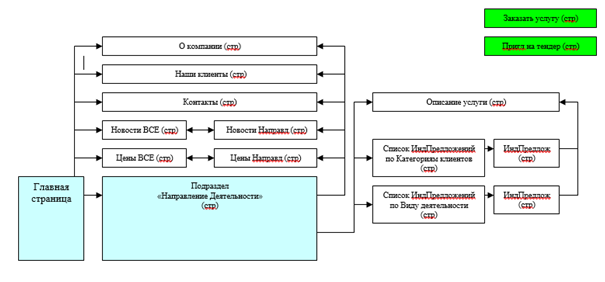 Заказать услугу (стр)
О компании (стр)
Пригл на тендер (стр)
Наши клиенты (стр)
Контакты (стр)
Описание услуги (стр)
Новости ВСЕ (стр)
Новости Направл (стр)
Цены ВСЕ (стр)
Цены Направл (стр)
Список ИндПредложений
по Категориям клиентов
(стр)
ИндПредлож
(стр)
Главная
страница
Подраздел
«Направление Деятельности»
(стр)
Список ИндПредложений
по Виду деятельности
(стр)
ИндПредлож
(стр)